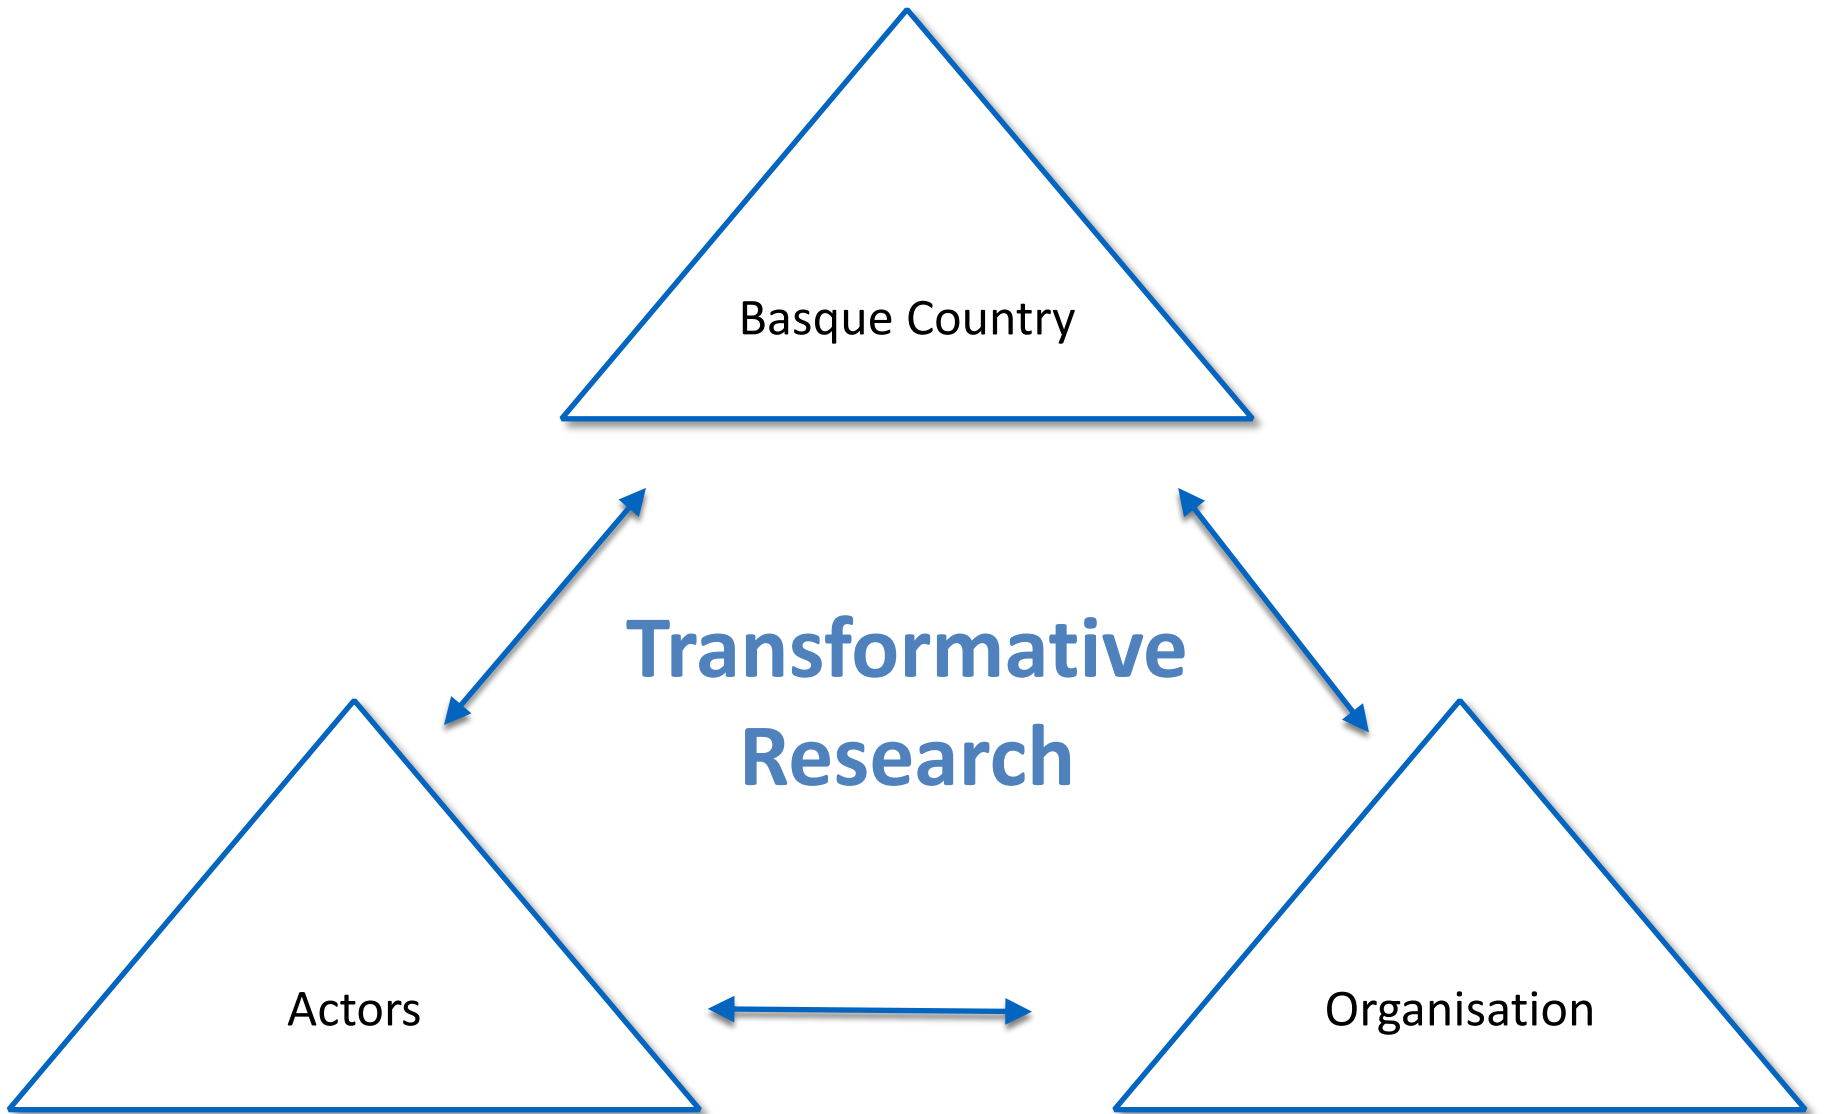 Basque Country
Transformative
Research
Actors
Organisation